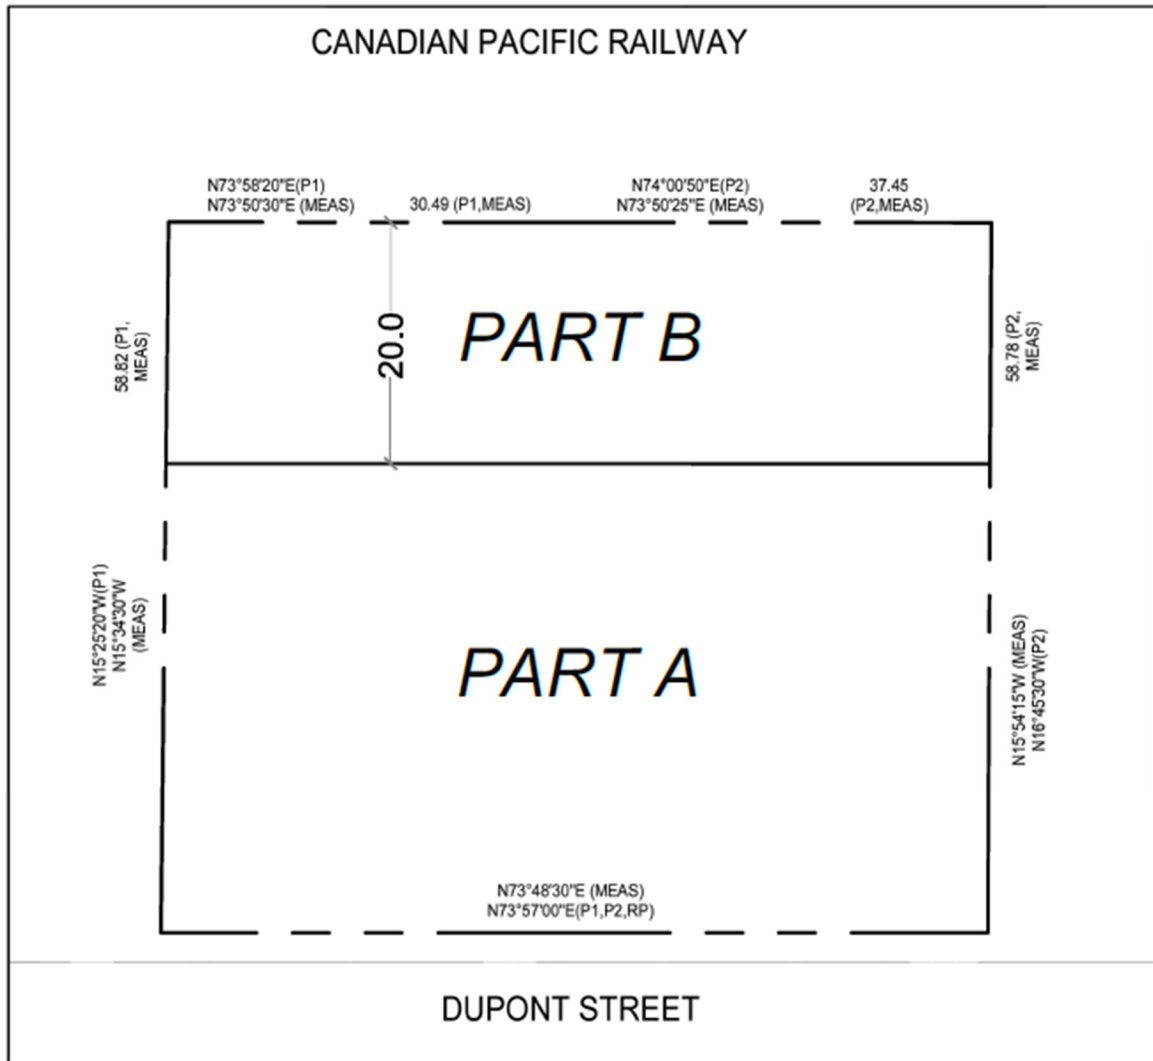 CANADIAN PACIFIC RAILWAY
N73°58'20"E(P1)
N73°50'30"E (MEAS)
30.49 (P1,MEAS)
N74°00'50"E(P2)
N73°50'25"E (MEAS)
37.45
(P2,MEAS)
58.82 (P1,
MEAS)
20.0
PART B
58.78 (P2,
MEAS)
N15°25'20"W(P1)
N15°34'30"W
(MEAS)
PART A
N15°54'15"W (MEAS)
N16°45'30"W(P2)
N73°48'30"E (MEAS)
N73°57'00"E(P1,P2,RP)
DUPONT STREET